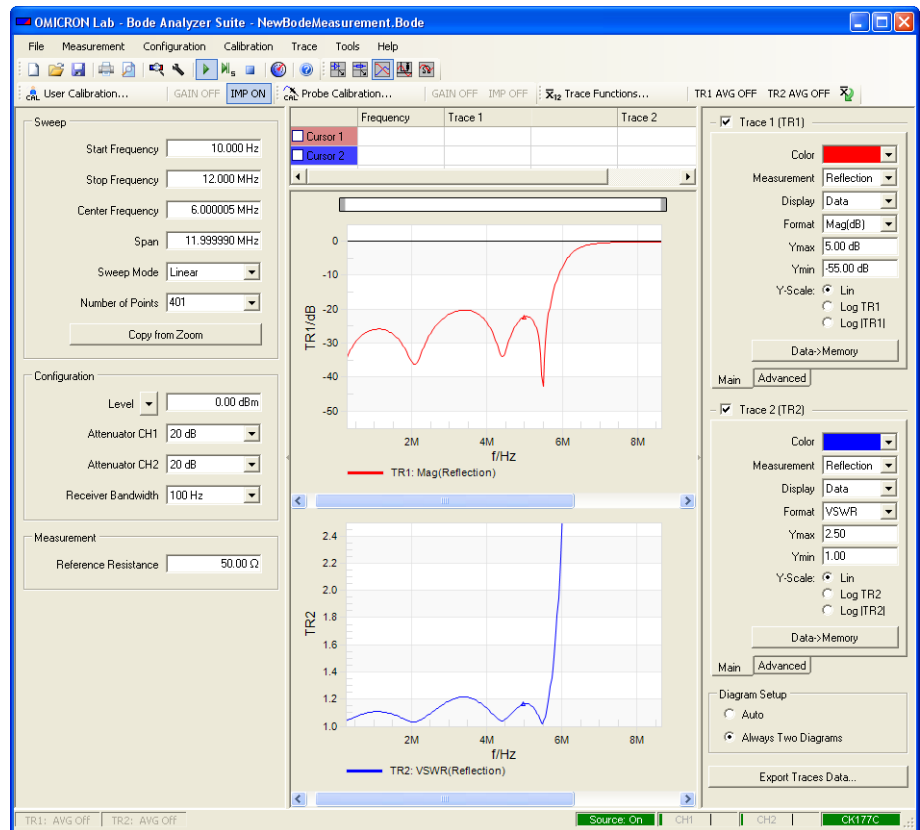 OMICRON Lab - Bode Analyzer Suite - NewBodeMeasurement.Bode
File Measurement Configuration Calibration Trace Tools Help
User Calibration... GAIN OFF IMP ON Probe Calibration... GAIN OFF IMP OFF Trace Functions... TR1 AVG OFF TR2 AVG OFF
Sweep
Start Frequency 10.000 Hz
Stop Frequency 12.000 MHz
Center Frequency 6.000005 MHz
Span 11.999990 MHz
Sweep Mode Linear
Number of Points 401
Copy from Zoom
Configuration
Level 0.00 dBm
Attenuator CH1 20 dB
Attenuator CH2 20 dB
Receiver Bandwidth 100 Hz
Measurement
Reference Resistance 50.00 Ω
Frequency Trace 1 Trace 2
Cursor 1
Cursor 2
TR1/dB
0
-10
-20
-30
-40
-50
2M 4M 6M 8M
f/Hz
TR1: Mag(Reflection)
TR2
2.4
2.2
2.0
1.8
1.6
1.4
1.2
1.0
2M 4M 6M 8M
f/Hz
TR2: VSWR(Reflection)
Trace 1 (TR1)
Color
Measurement Reflection
Display Data
Format Mag(dB)
Ymax 5.00 dB
Ymin -55.00 dB
Y-Scale: Lin
Log TR1
Log |TR1|
Data->Memory
Main Advanced
Trace 2 (TR2)
Color
Measurement Reflection
Display Data
Format VSWR
Ymax 2.50
Ymin 1.00
Y-Scale: Lin
Log TR2
Log |TR2|
Data->Memory
Main Advanced
Diagram Setup
Auto
Always Two Diagrams
Export Traces Data...
TR1: AVG Off TR2: AVG Off Source: On CH1 CH2 CK177C